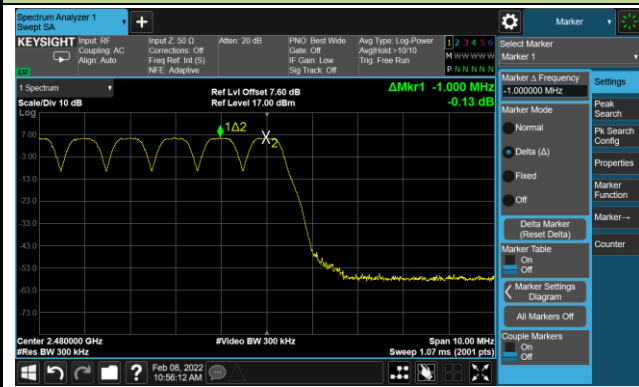 Spectrum Analyzer 1
Swept SA
KEYSIGHT
Input: RF
Coupling: AC
Align: Auto
Input Z: 50 Ω
Corrections: Off
Freq Ref: Int (S)
NFE: Adaptive
Atten: 20 dB
PNO: Best Wide
Gate: Off
IF Gain: Low
Sig Track: Off
Avg Type: Log-Power
Avg|Hold:>10/10
Trig: Free Run
1 2 3 4 5 6
M W W W W W
P N N N N N
LW
1 Spectrum
Scale/Div 10 dB
Log
Ref Lvl Offset 7.60 dB
Ref Level 17.00 dBm
ΔMkr1 -1.000 MHz
-0.13 dB
7.00
-3.00
-13.0
-23.0
-33.0
-43.0
-53.0
-63.0
-73.0
1Δ2
X2
Center 2.480000 GHz
#Res BW 300 kHz
#Video BW 300 kHz
Span 10.00 MHz
Sweep 1.07 ms (2001 pts)
?
Feb 08, 2022
10:56:12 AM
Marker
Select Marker
Marker 1
Marker Δ Frequency
-1.000000 MHz
Marker Mode
Normal
Delta (Δ)
Fixed
Off
Delta Marker
(Reset Delta)
Marker Table
On
Off
Marker Settings
Diagram
All Markers Off
Couple Markers
On
Off
Settings
Peak
Search
Pk Search
Config
Properties
Marker
Function
Marker→
Counter